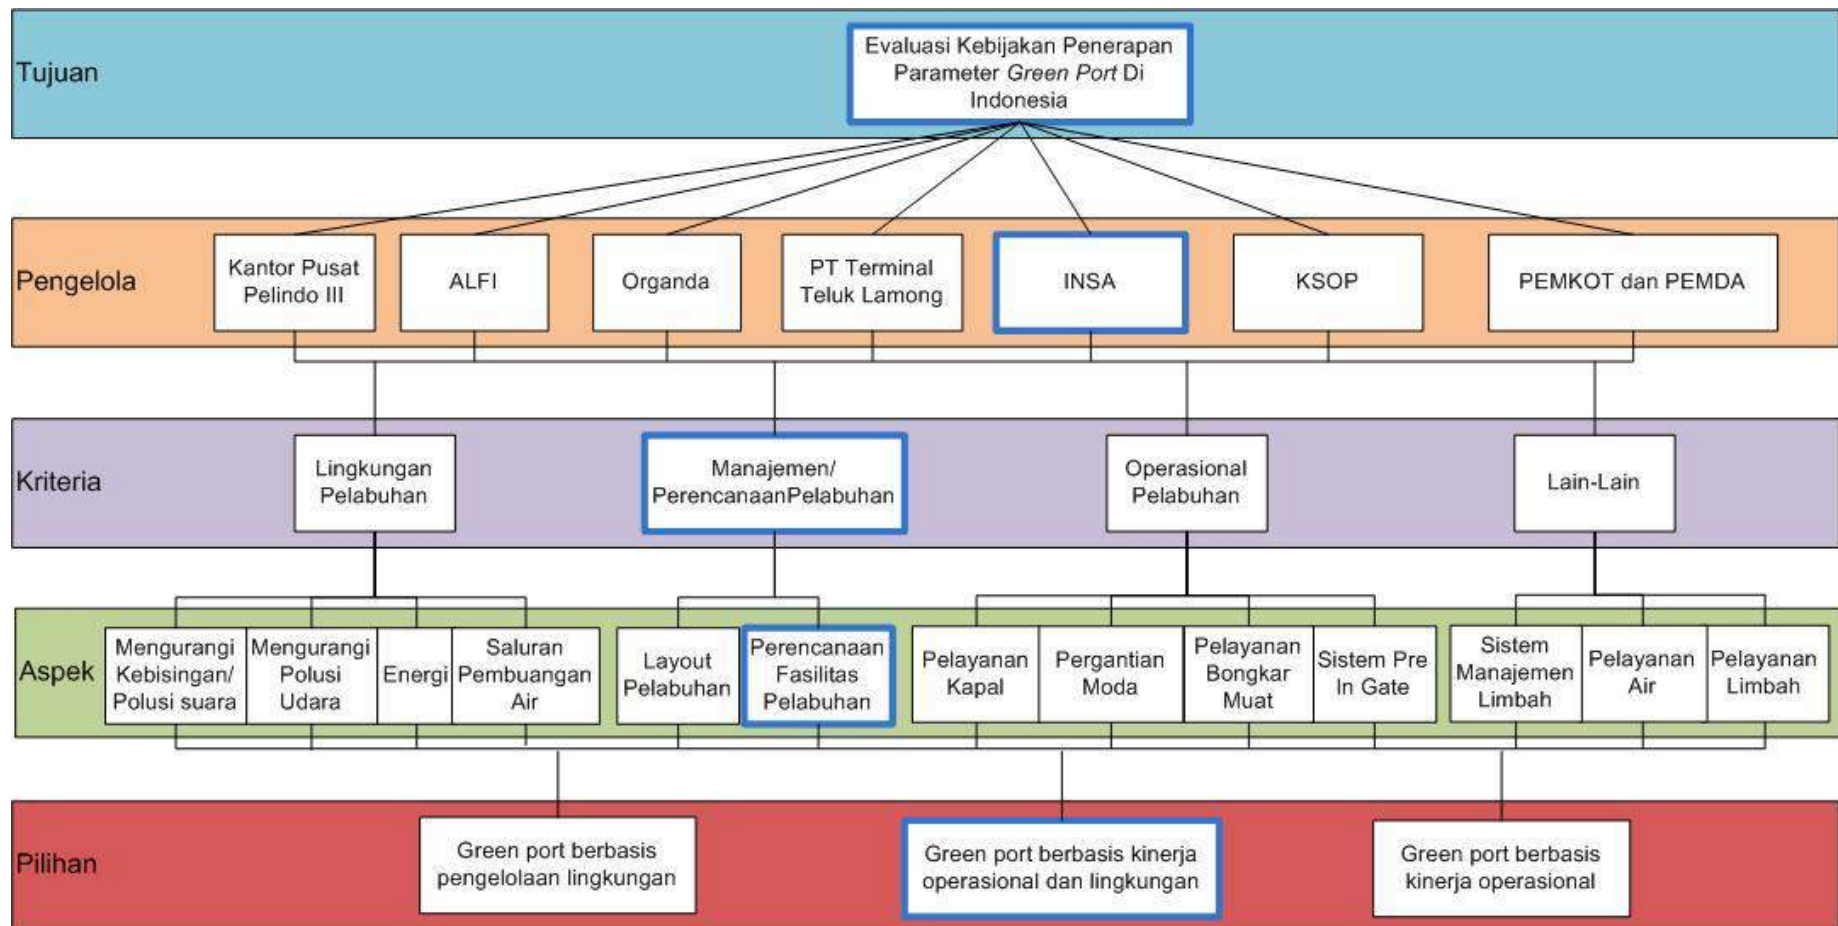 Tujuan
Evaluasi Kebijakan Penerapan
Parameter Green Port Di
Indonesia
Pengelola
Kantor Pusat
Pelindo III
ALFI
Organda
PT Terminal
Teluk Lamong
INSA
KSOP
PEMKOT dan PEMDA
Kriteria
Lingkungan
Pelabuhan
Manajemen/
PerencanaanPelabuhan
Operasional
Pelabuhan
Lain-Lain
Aspek
Mengurangi
Kebisingan/
Polusi suara
Mengurangi
Polusi
Udara
Energi
Saluran
Pembuangan
Air
Layout
Pelabuhan
Perencanaan
Fasilitas
Pelabuhan
Pelayanan
Kapal
Pergantian
Moda
Pelayanan
Bongkar
Muat
Sistem Pre
In Gate
Sistem
Manajemen
Limbah
Pelayanan
Air
Pelayanan
Limbah
Pilihan
Green port berbasis
pengelolaan lingkungan
Green port berbasis kinerja
operasional dan lingkungan
Green port berbasis
kinerja operasional